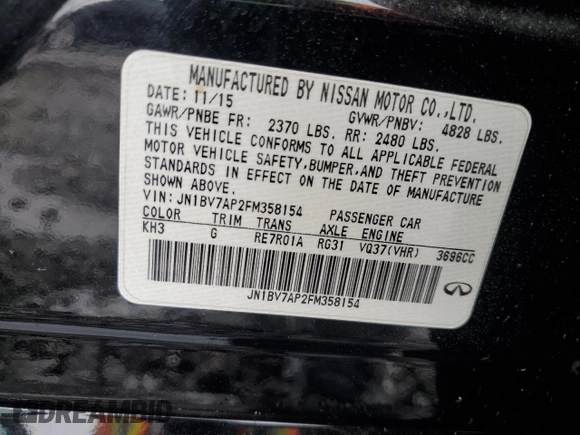 MANUFACTURED BY NISSAN MOTOR CO.,LTD.
DATE: 11/15 GVWR/PNBV: 4828 LBS.
GAWR/PNBE FR: 2370 LBS. RR: 2480 LBS.
THIS VEHICLE CONFORMS TO ALL APPLICABLE FEDERAL
MOTOR VEHICLE SAFETY,BUMPER,AND THEFT PREVENTION
STANDARDS IN EFFECT ON THE DATE OF MANUFACTURE
SHOWN ABOVE.
VIN: JN1BV7AP2FM358154 PASSENGER CAR
COLOR TRIM TRANS AXLE ENGINE
KH3 G RE7R01A RG31 VQ37(VHR) 3696CC
JN1BV7AP2FM358154
INFINITI
DREAMBID